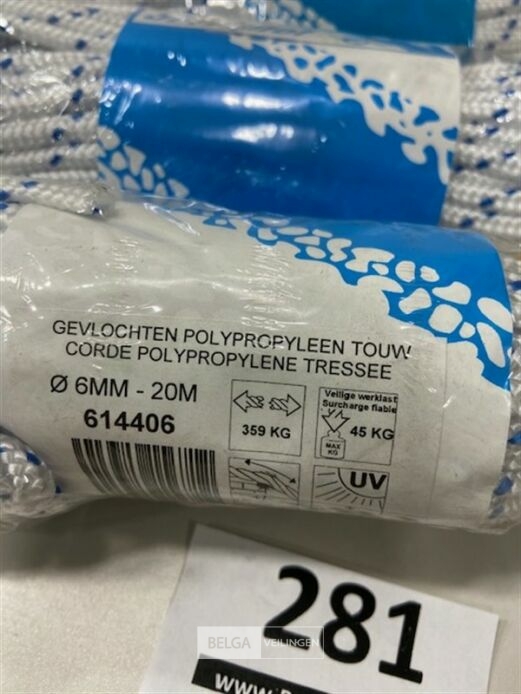 GEVLOCHTEN POLYPROPYLEEN TOUW
CORDE POLYPROPYLENE TRESSEE
Ø 6MM - 20M
614406
359 KG
Veilige werklast
Surcharge fiable
MAX
KG
45 KG
UV
281
BELGA VEILINGEN